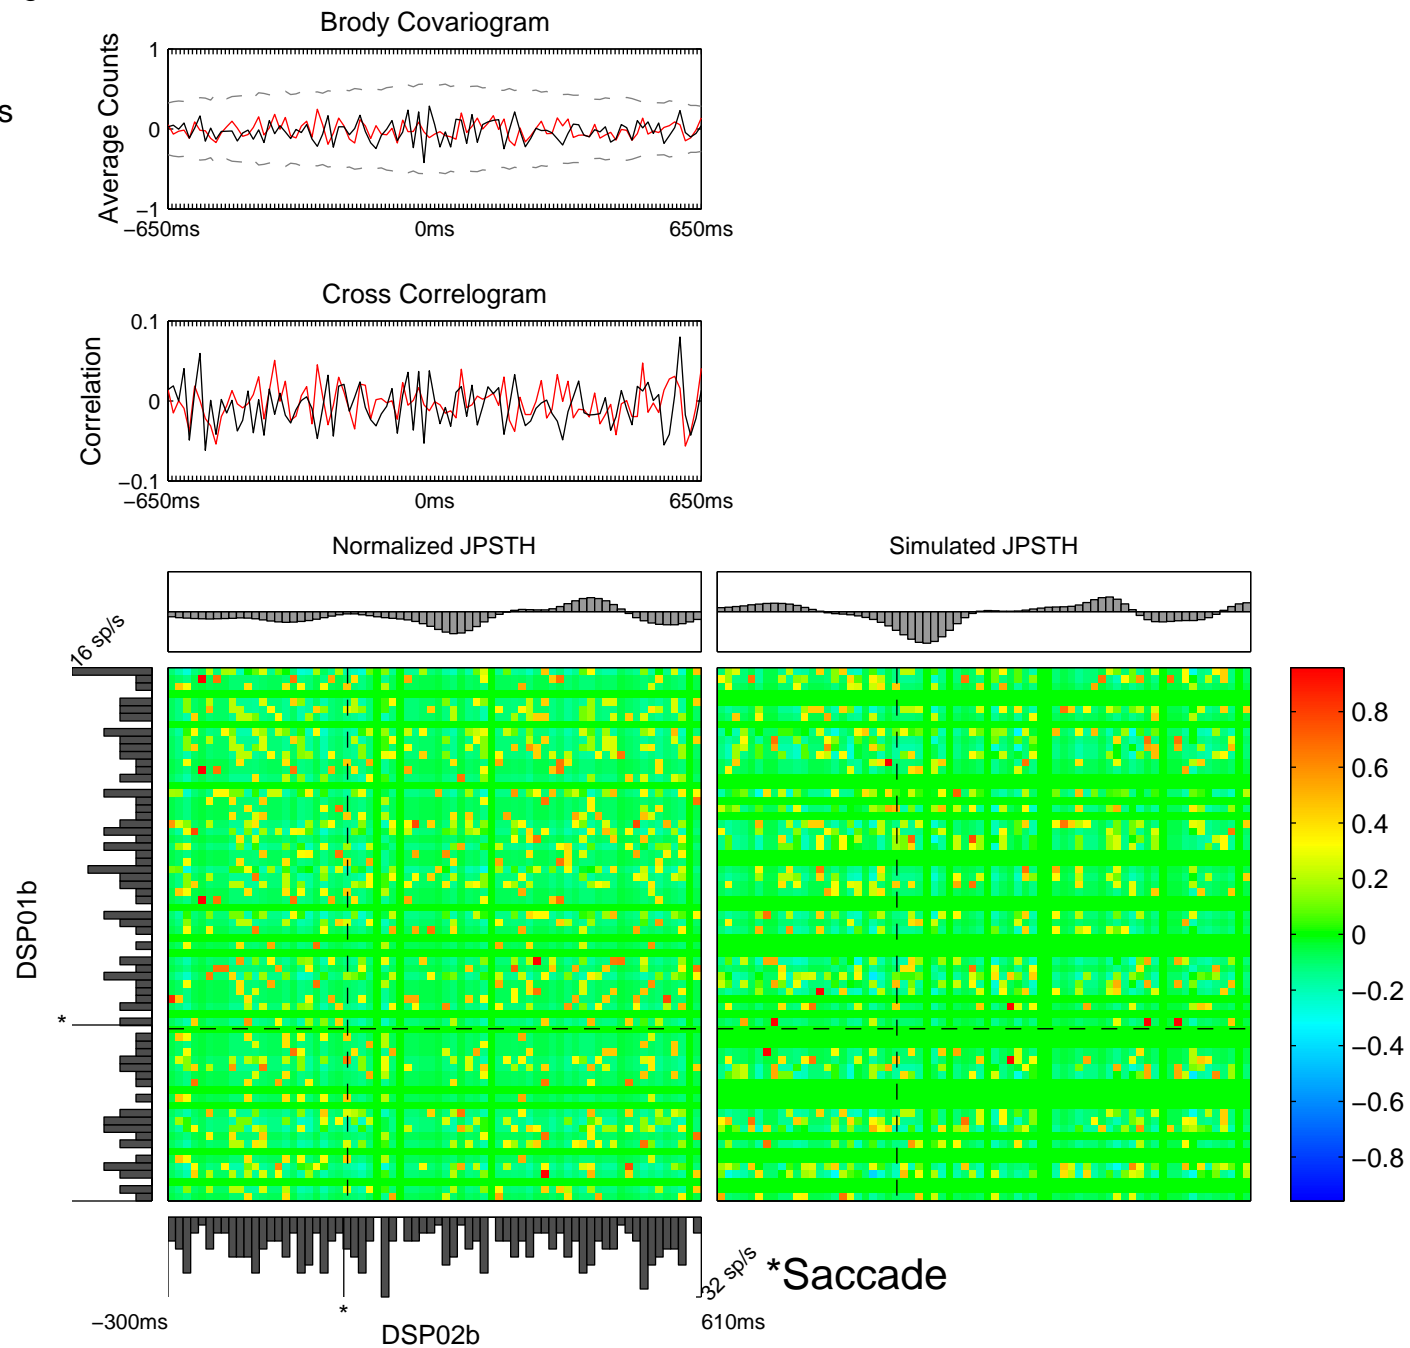 g
s
Brody Covariogram
Average Counts
1
0
−1
−650ms
0ms
650ms
Cross Correlogram
Correlation
0.1
0
−0.1
−650ms
0ms
650ms
Normalized JPSTH
Simulated JPSTH
16 sp/s
DSP01b
*
0.8
0.6
0.4
0.2
0
−0.2
−0.4
−0.6
−0.8
32 sp/s
*Saccade
*
−300ms
610ms
DSP02b